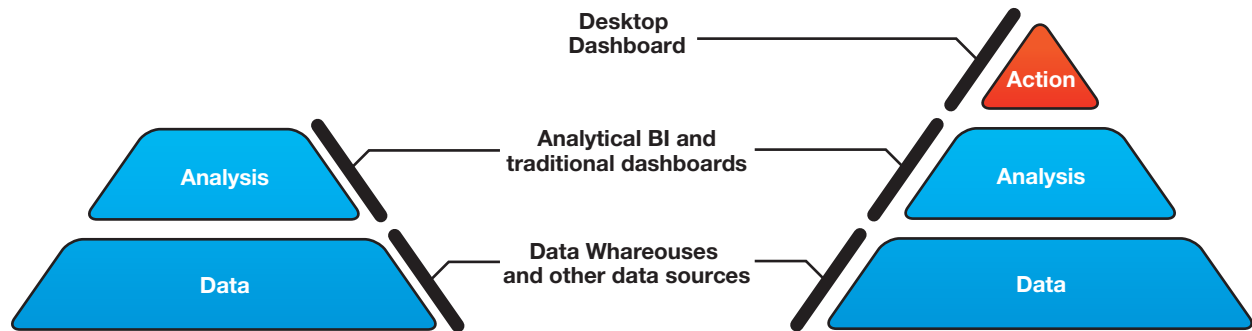 Desktop
Dashboard
Action
Analytical BI and
traditional dashboards
Analysis
Analysis
Data Whareouses
and other data sources
Data
Data